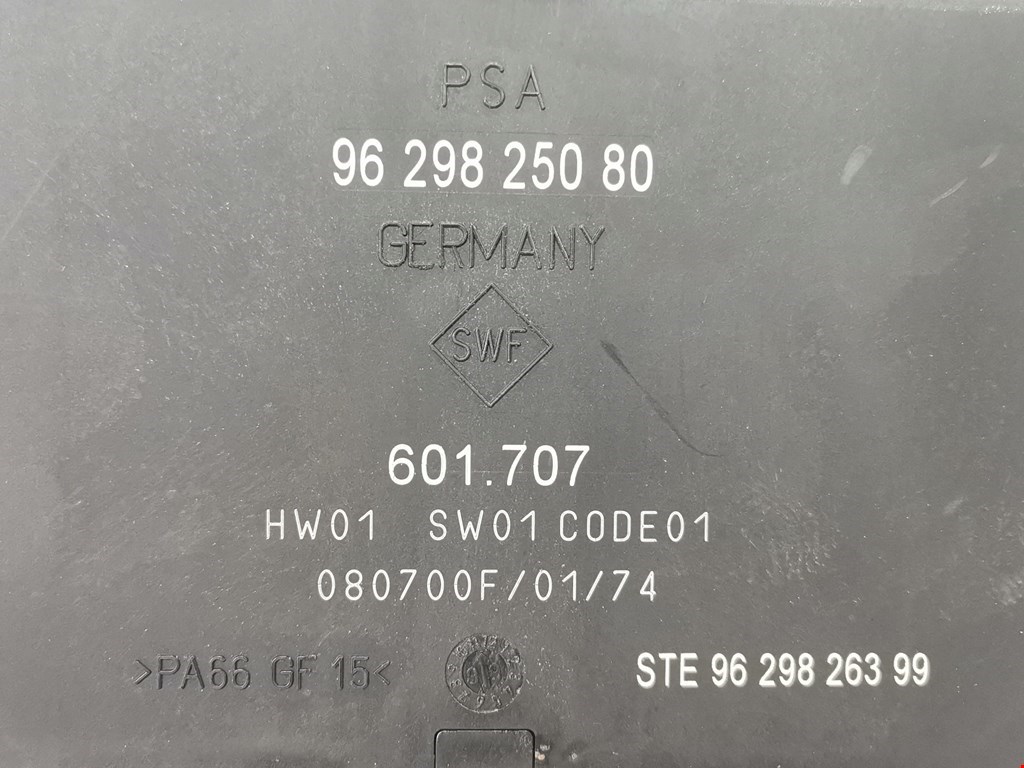 PSA
96 298 250 80
GERMANY
SWF
601.707
HW01 SW01 CODE01
080700F/01/74
>PA66 GF 15<
STE 96 298 263 99